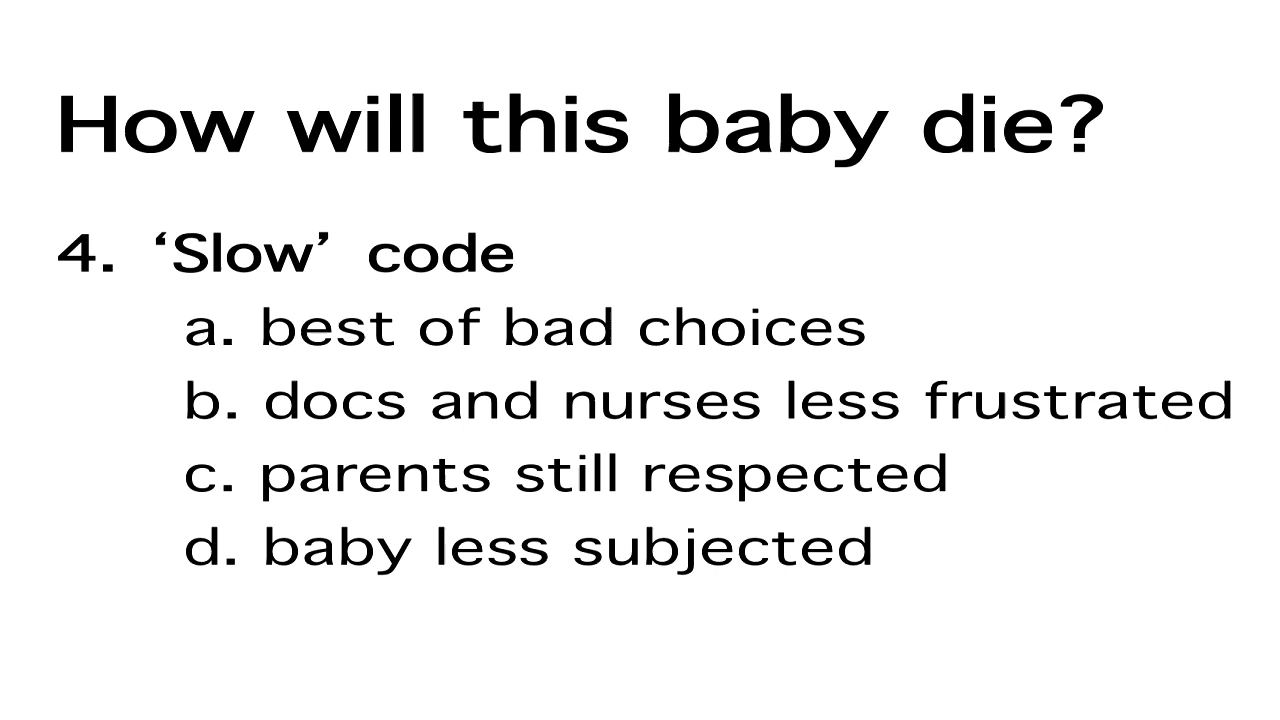 How will this baby die?
4. ‘Slow’ code
a. best of bad choices
b. docs and nurses less frustrated
c. parents still respected
d. baby less subjected